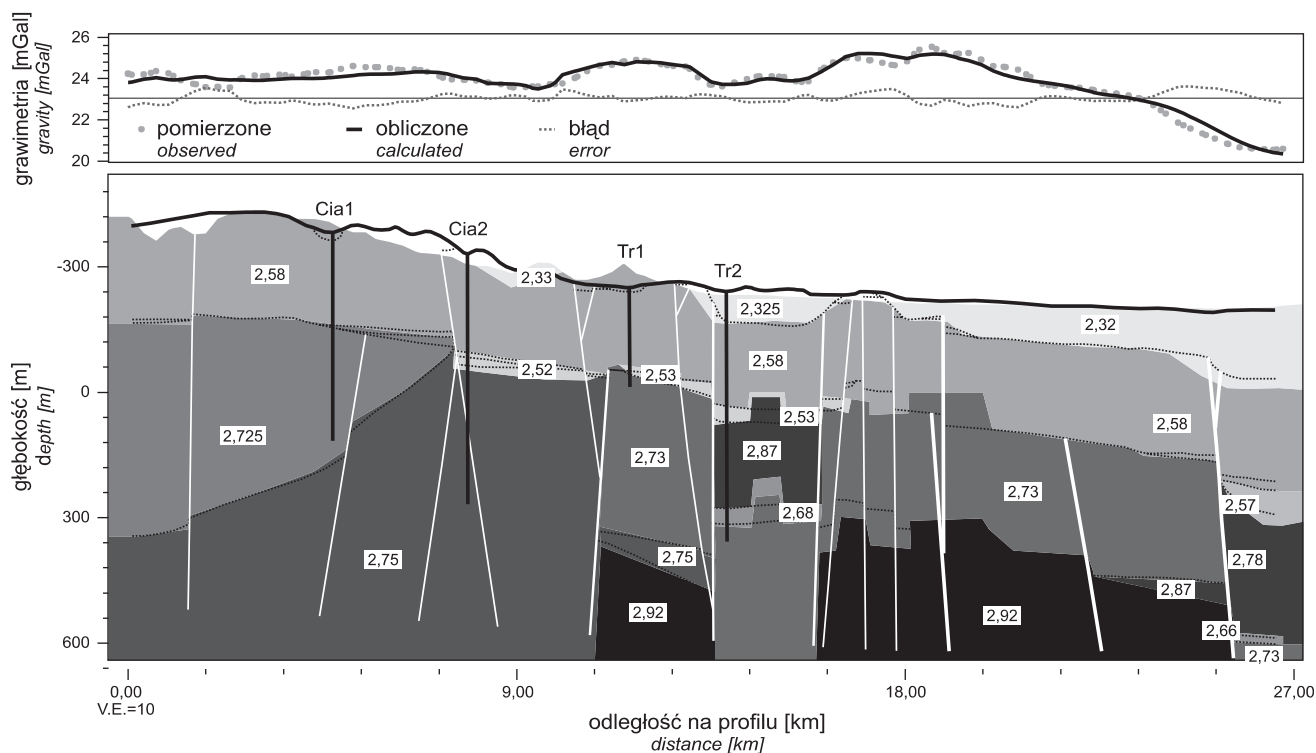 26
24
22
20
grawimetria [mGal]
gravity [mGal]
pomierzone
observed
obliczone
calculated
błąd
error
Cia1
Cia2
Tr1
Tr2
-300
0
300
600
głębokość [m]
depth [m]
2,58
2,33
2,325
2,32
2,58
2,52
2,53
2,53
2,58
2,725
2,87
2,73
2,73
2,68
2,57
2,75
2,75
2,78
2,87
2,92
2,92
2,66
2,73
0,00
9,00
18,00
27,00
V.E.=10
odległość na profilu [km]
distance [km]